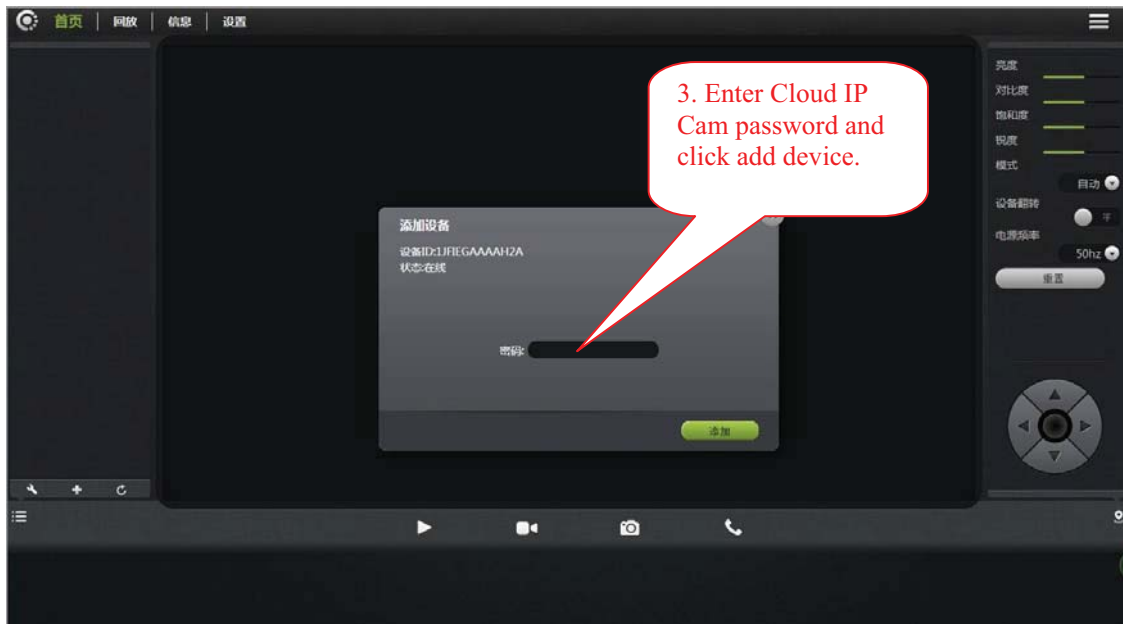 首页 | 回放 | 信息 | 设置
3. Enter Cloud IP
Cam password and
click add device.
亮度
对比度
饱和度
锐度
模式
自动
设备翻转
平
电源频率
50hz
重置
添加设备
设备ID:1JFIEGAAAAH2A
状态:在线
密码:
添加